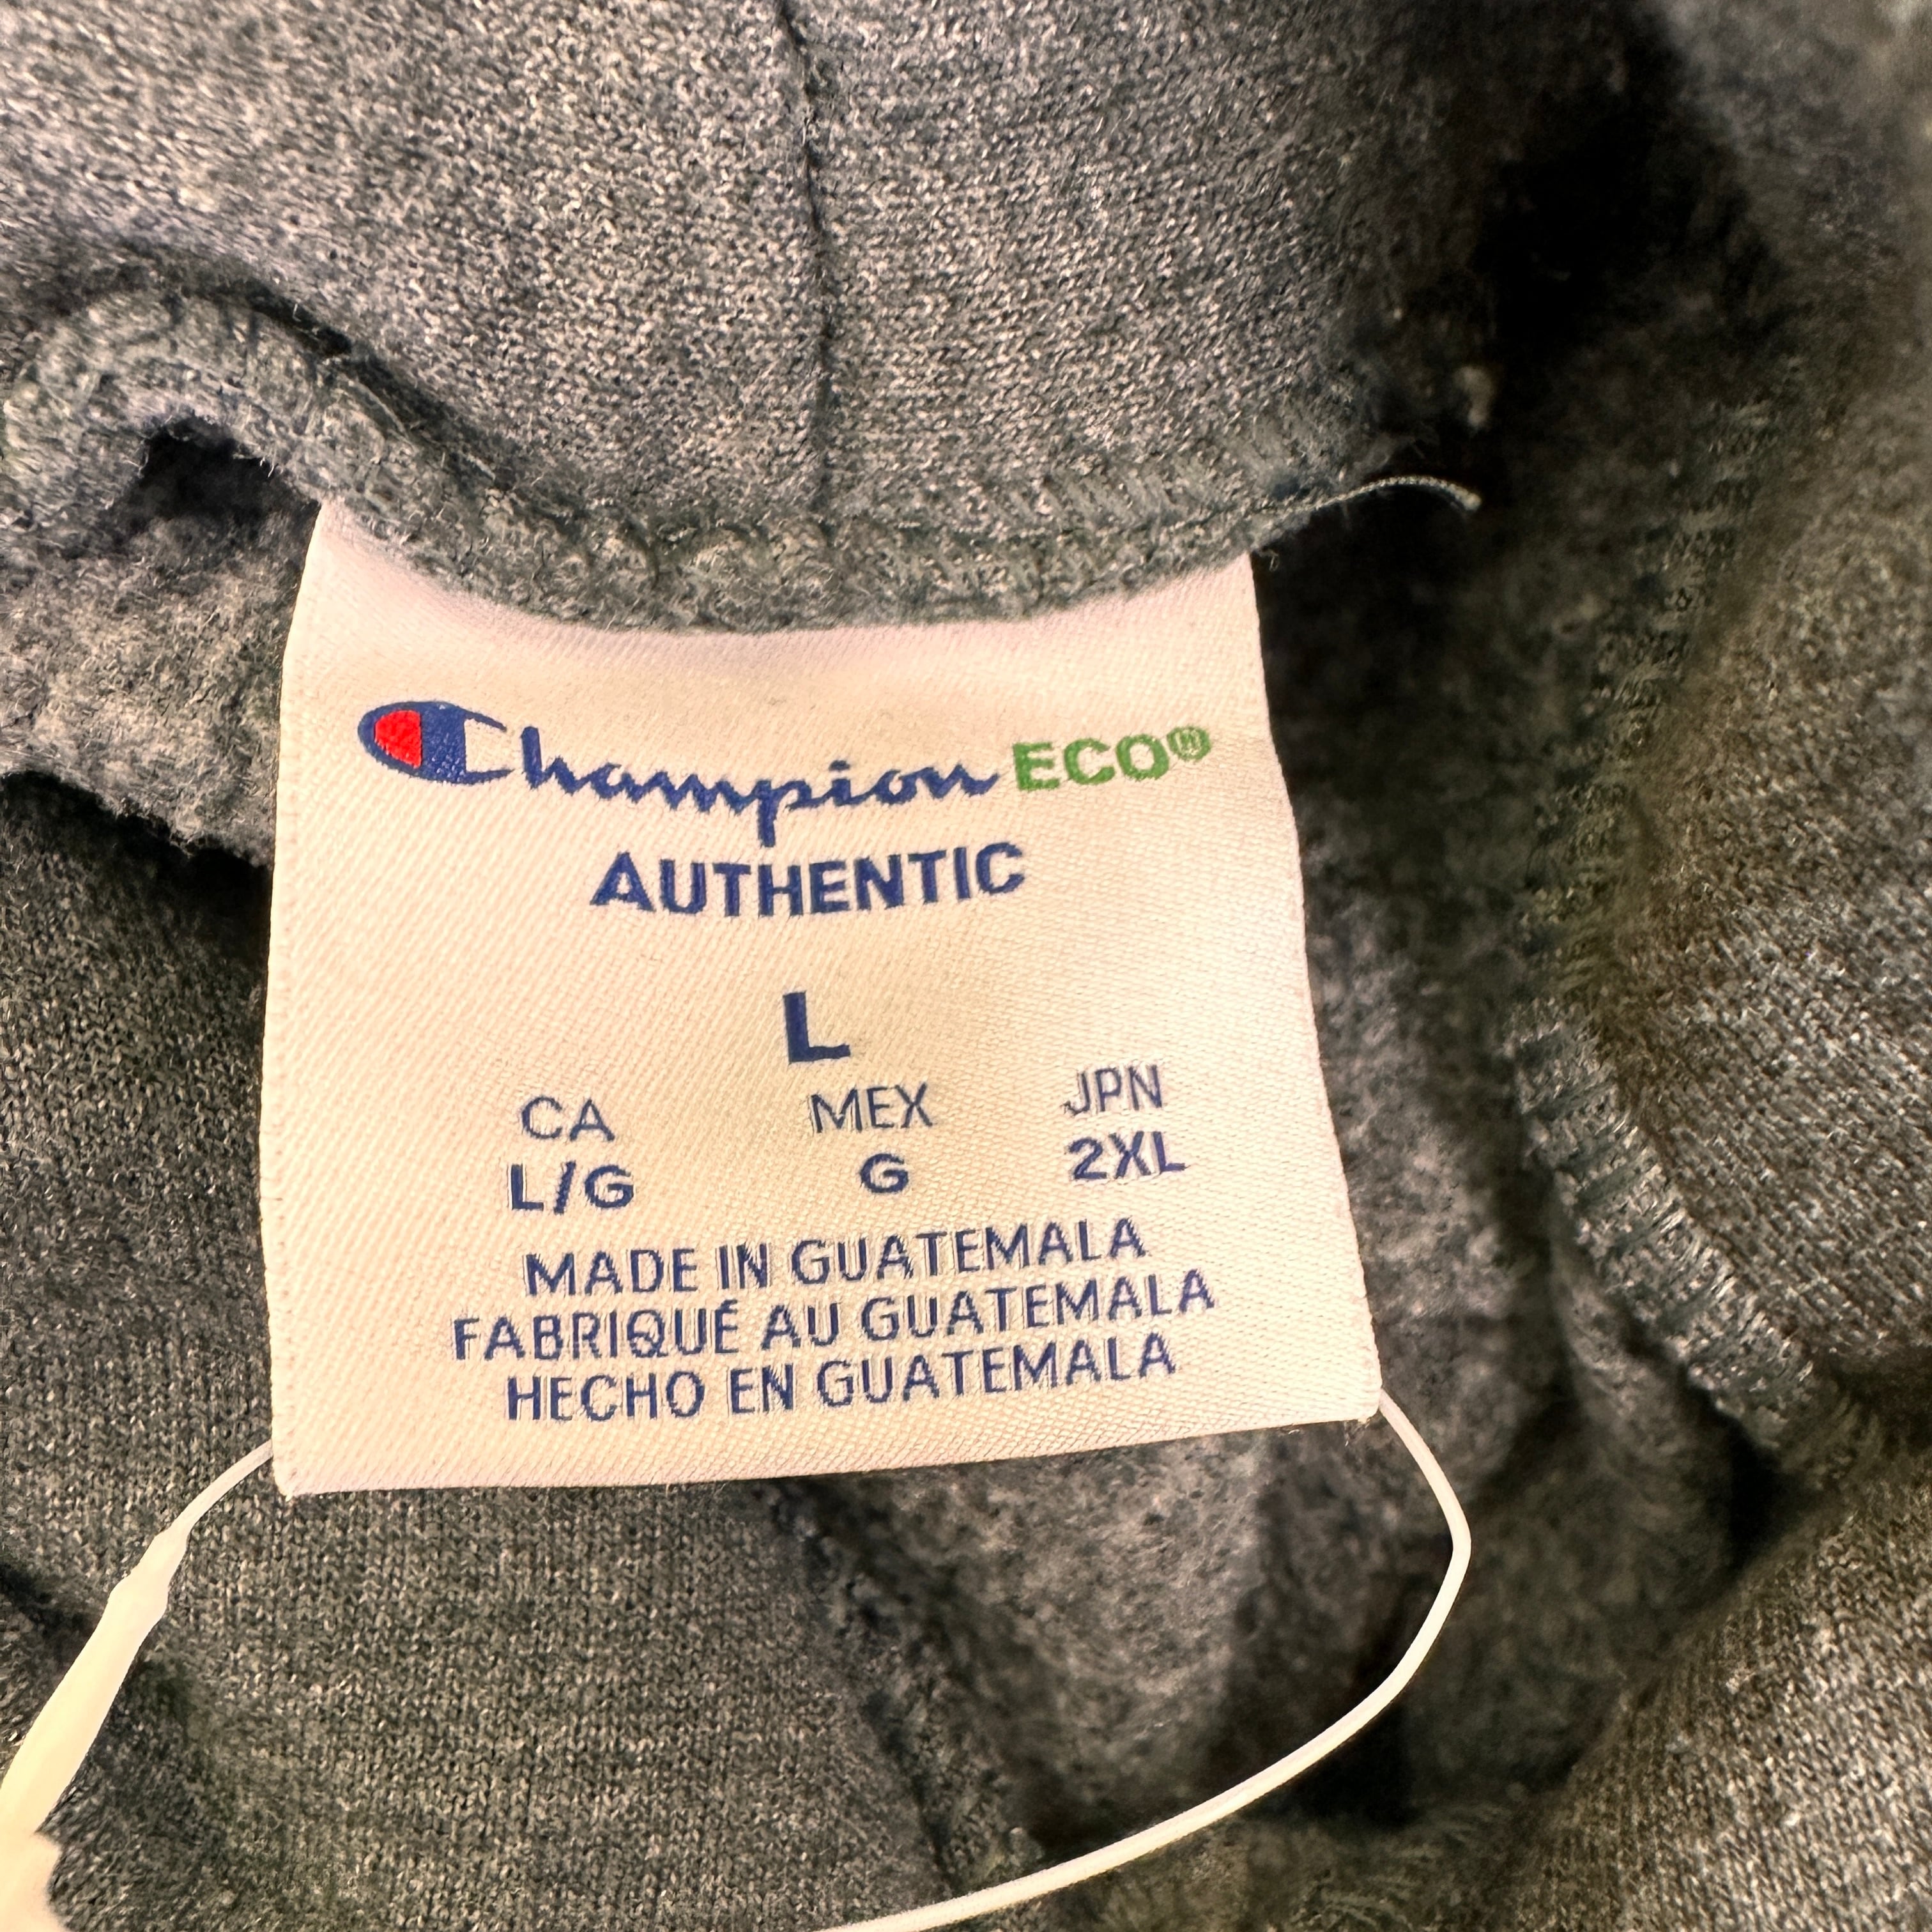 Champion ECO®
AUTHENTIC
L
CA MEX JPN
L/G G 2XL
MADE IN GUATEMALA
FABRIQUÉ AU GUATEMALA
HECHO EN GUATEMALA